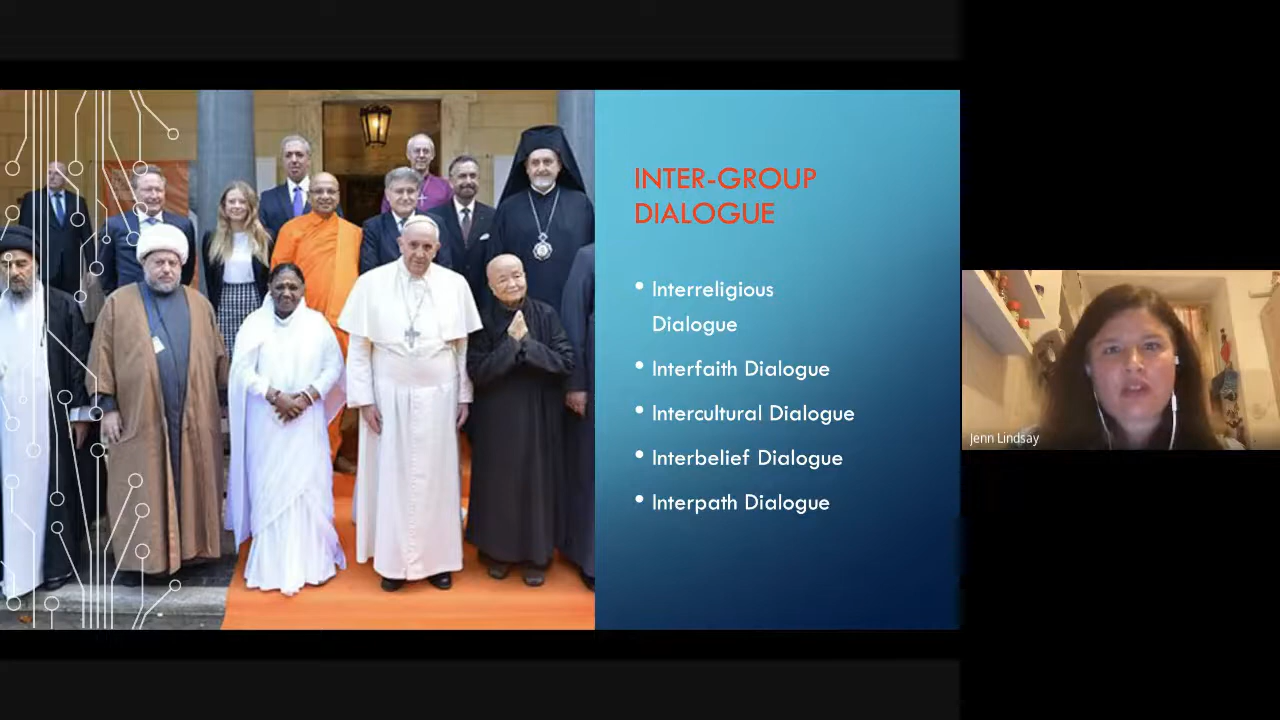 INTER-GROUP
DIALOGUE
• Interreligious
Dialogue
• Interfaith Dialogue
• Intercultural Dialogue
• Interbelief Dialogue
• Interpath Dialogue
Jenn Lindsay